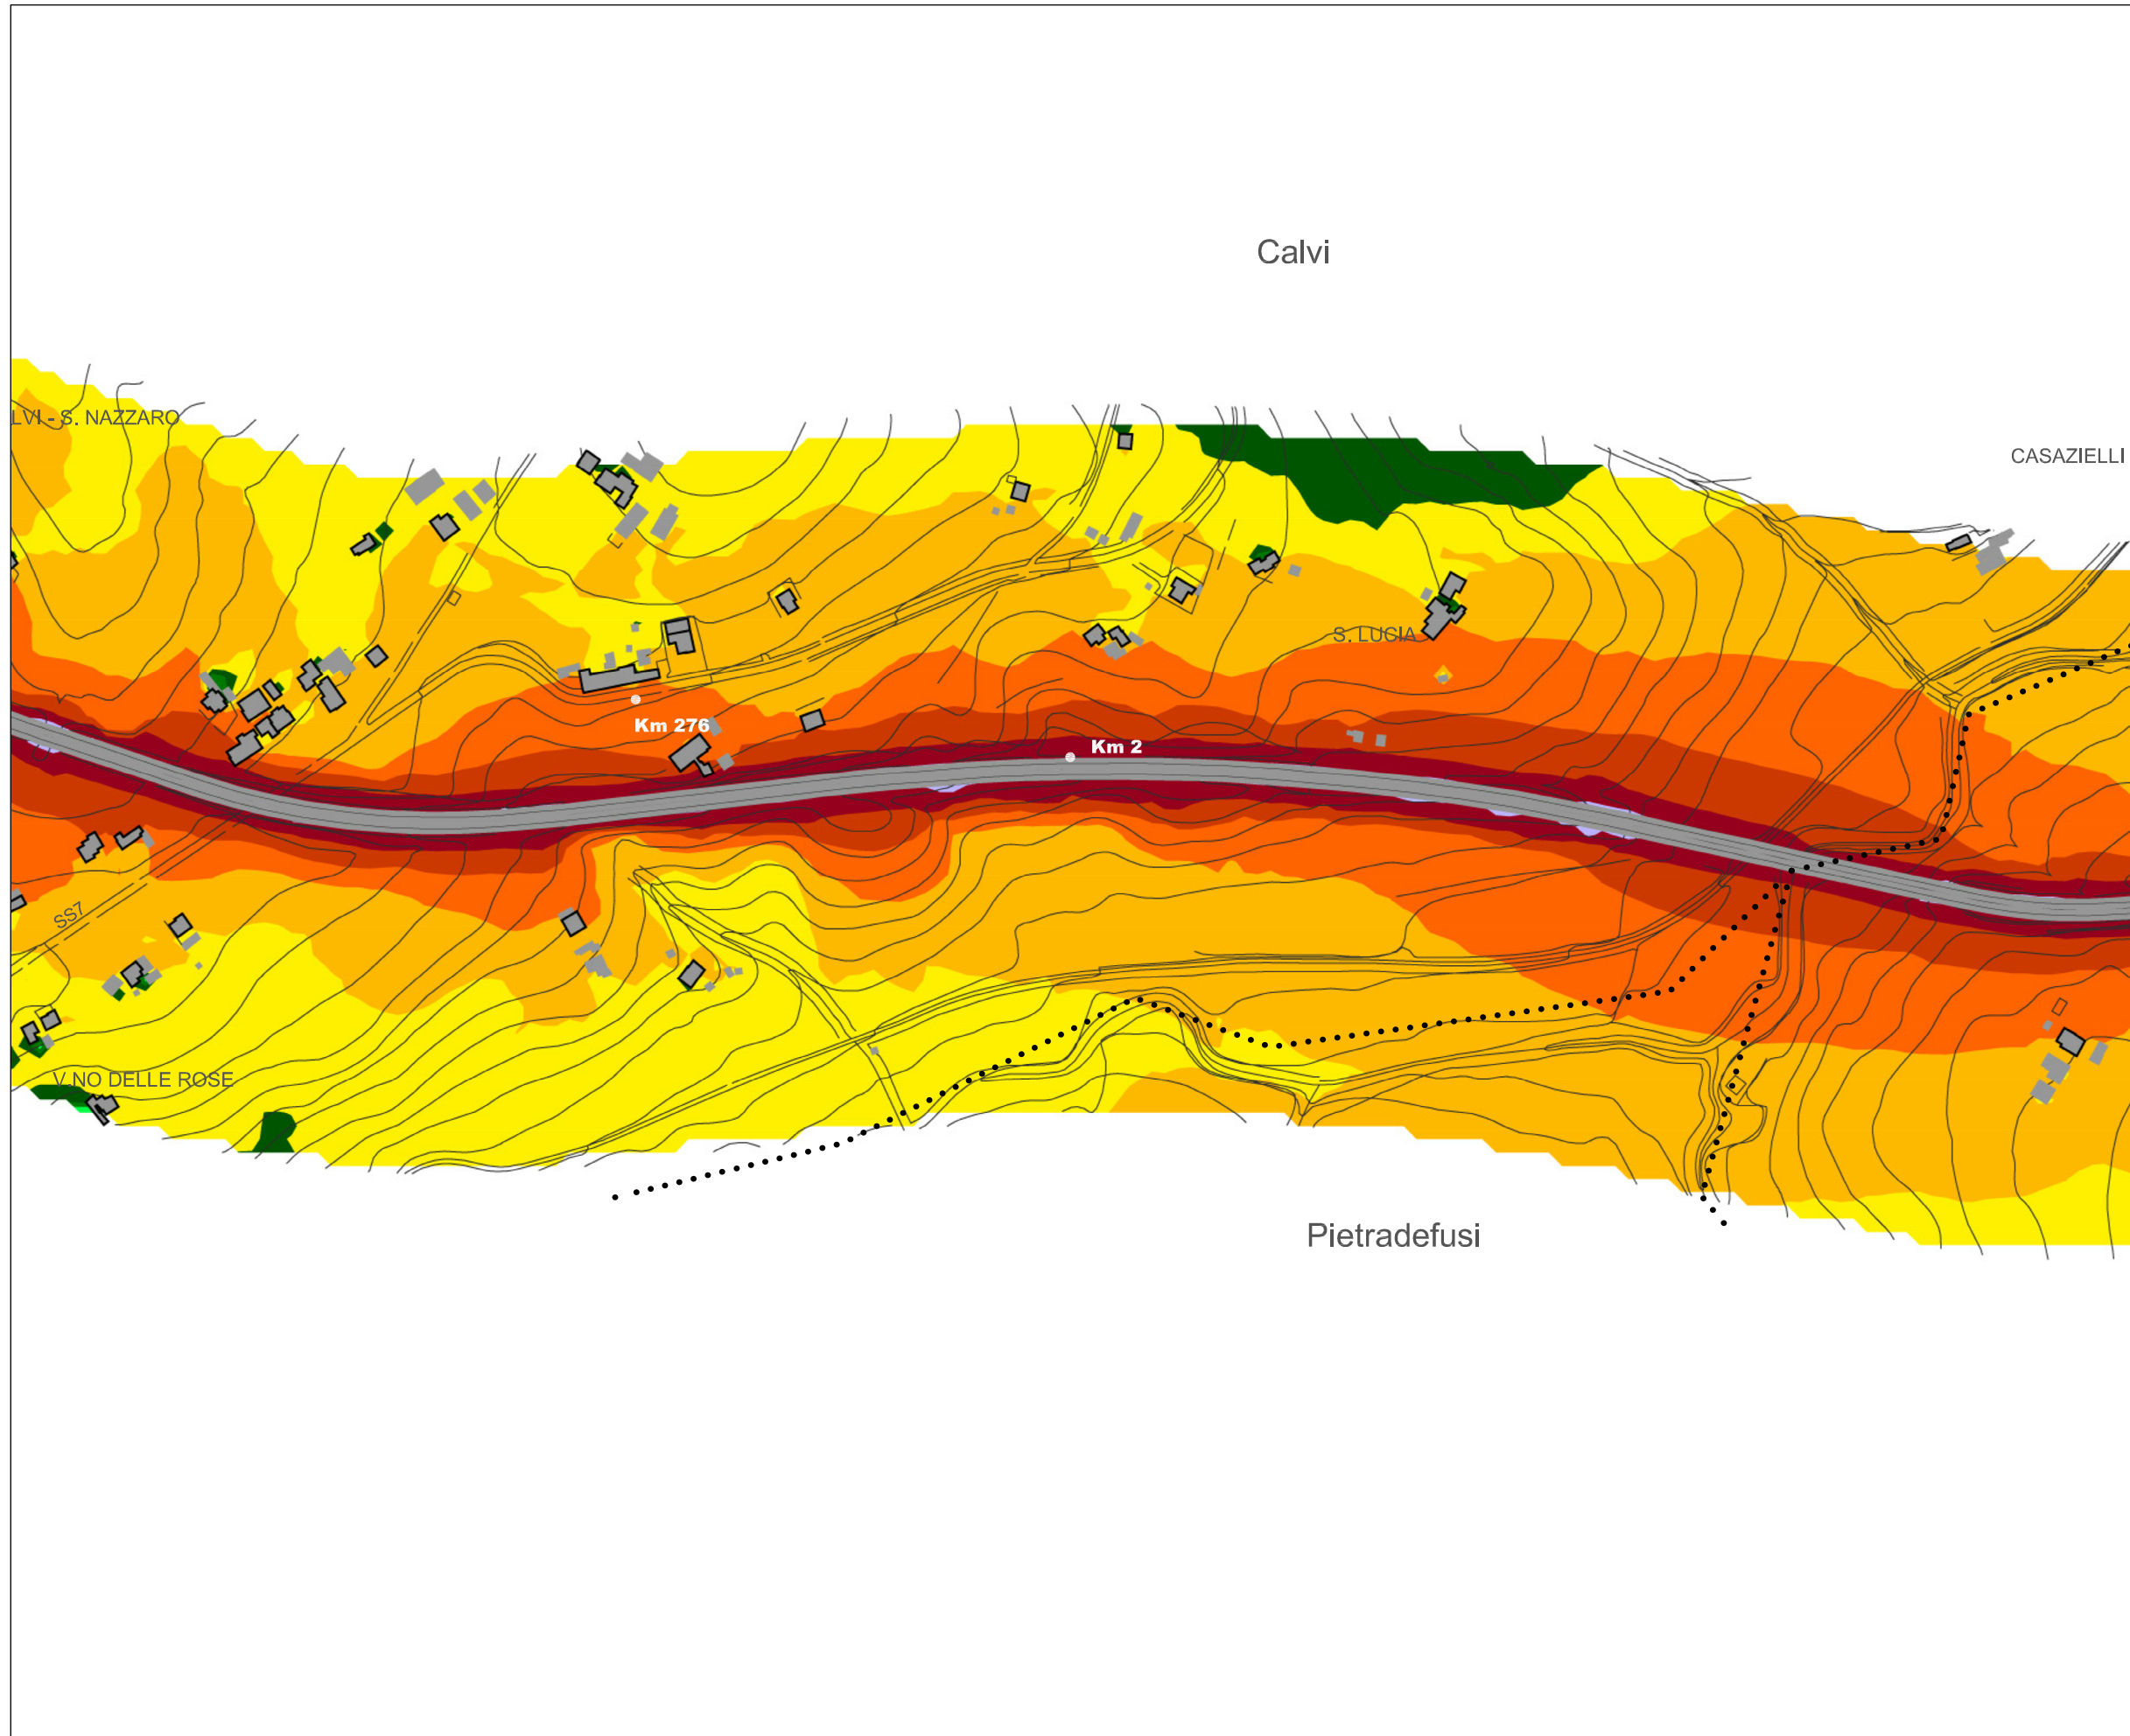 Calvi
LVI - S. NAZZARO
CASAZIELLI
S. LUCIA
Km 276
Km 2
SS7
V.NO DELLE ROSE
Pietradefusi